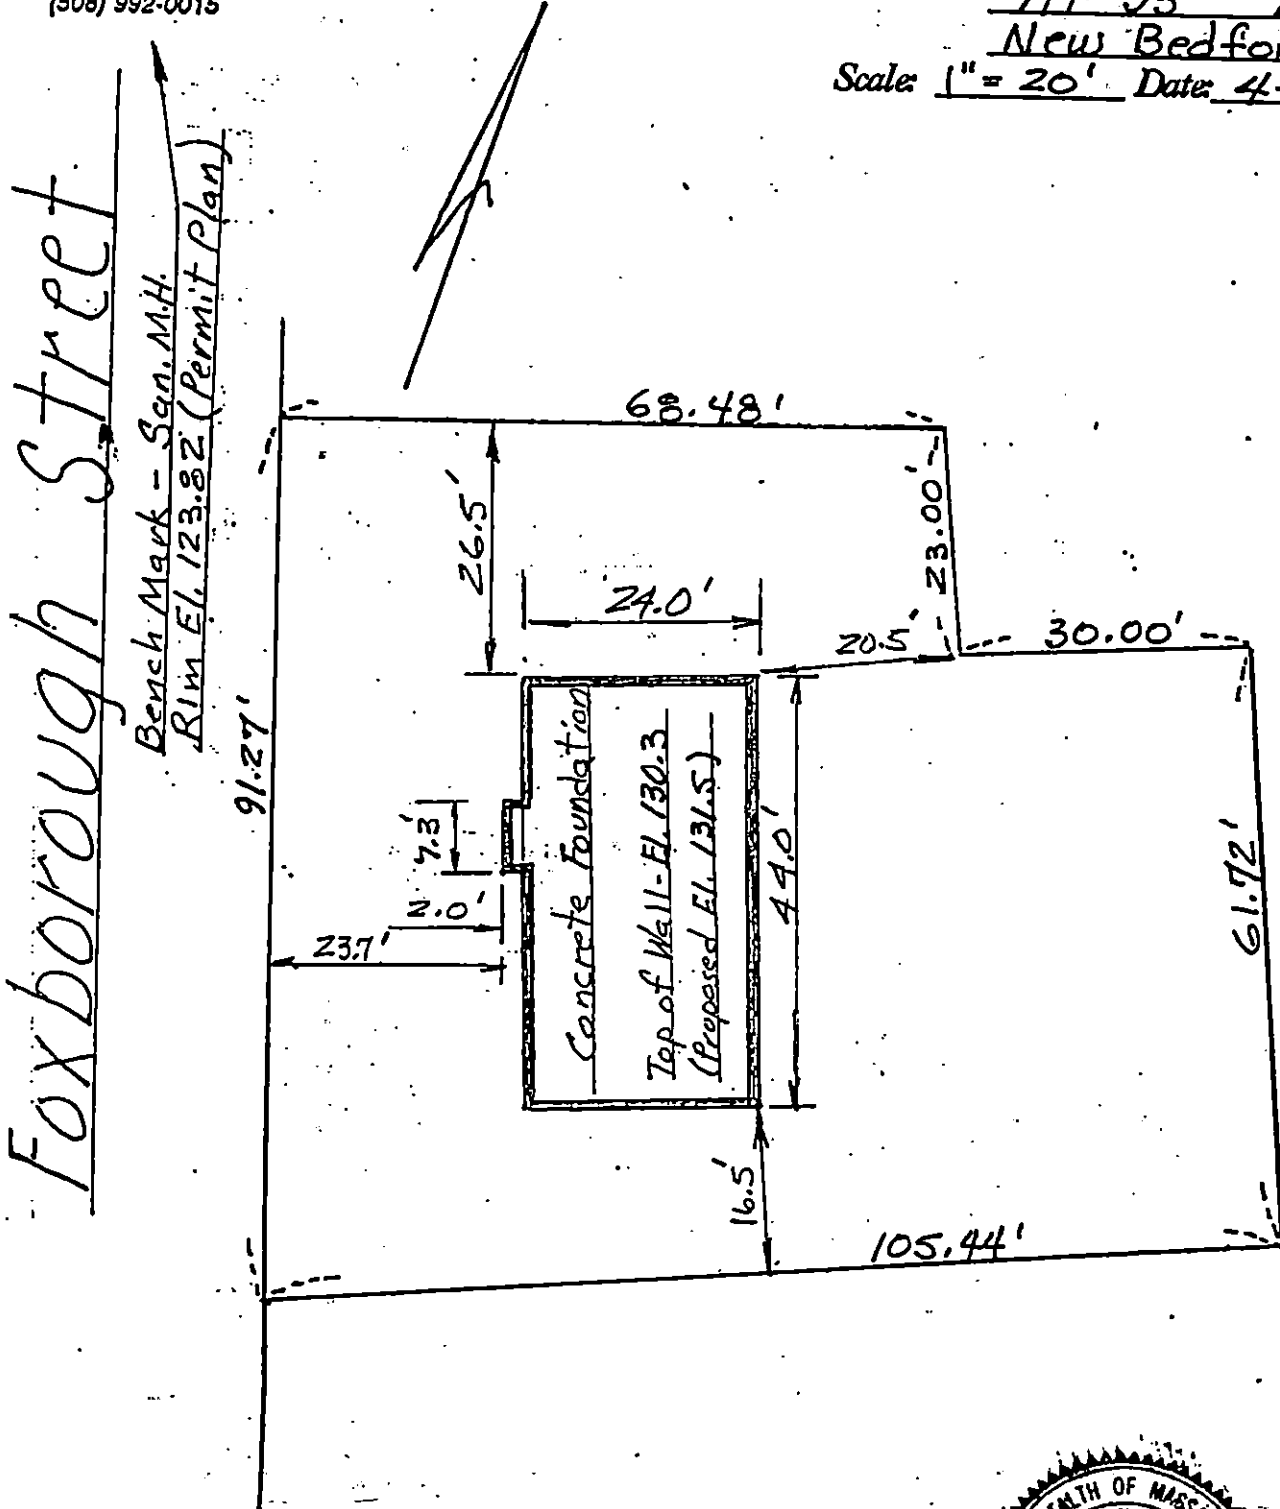 (508) 992-0015
New Bedfo
Scale: 1" = 20' Date: 4-
Foxborough Street
Bench Mark - San. M.H.
Rim El. 123.82 (Permit Plan)
68.48'
26.5'
23.00'
24.0'
20.5'
30.00'
91.27'
7.3'
2.0'
23.7'
Concrete Foundation
Top of Wall - El. 130.3
(Proposed El. 131.5)
44.0'
61.72'
16.5'
105.44'
OF MASS